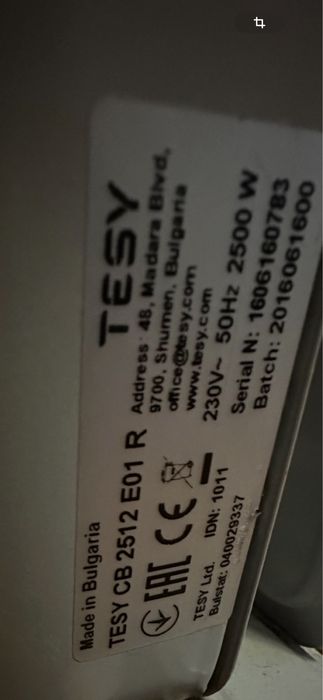 TESY
Address: 48, Madara Blvd,
9700, Shumen, Bulgaria
office@tesy.com
www.tesy.com
230V~ 50Hz 2500 W
Serial N: 1606160783
Batch: 2016061600
Made in Bulgaria
TESY CB 2512 E01 R
EAC CE
TESY Ltd. IDN: 1011
Bulstat: 040029337